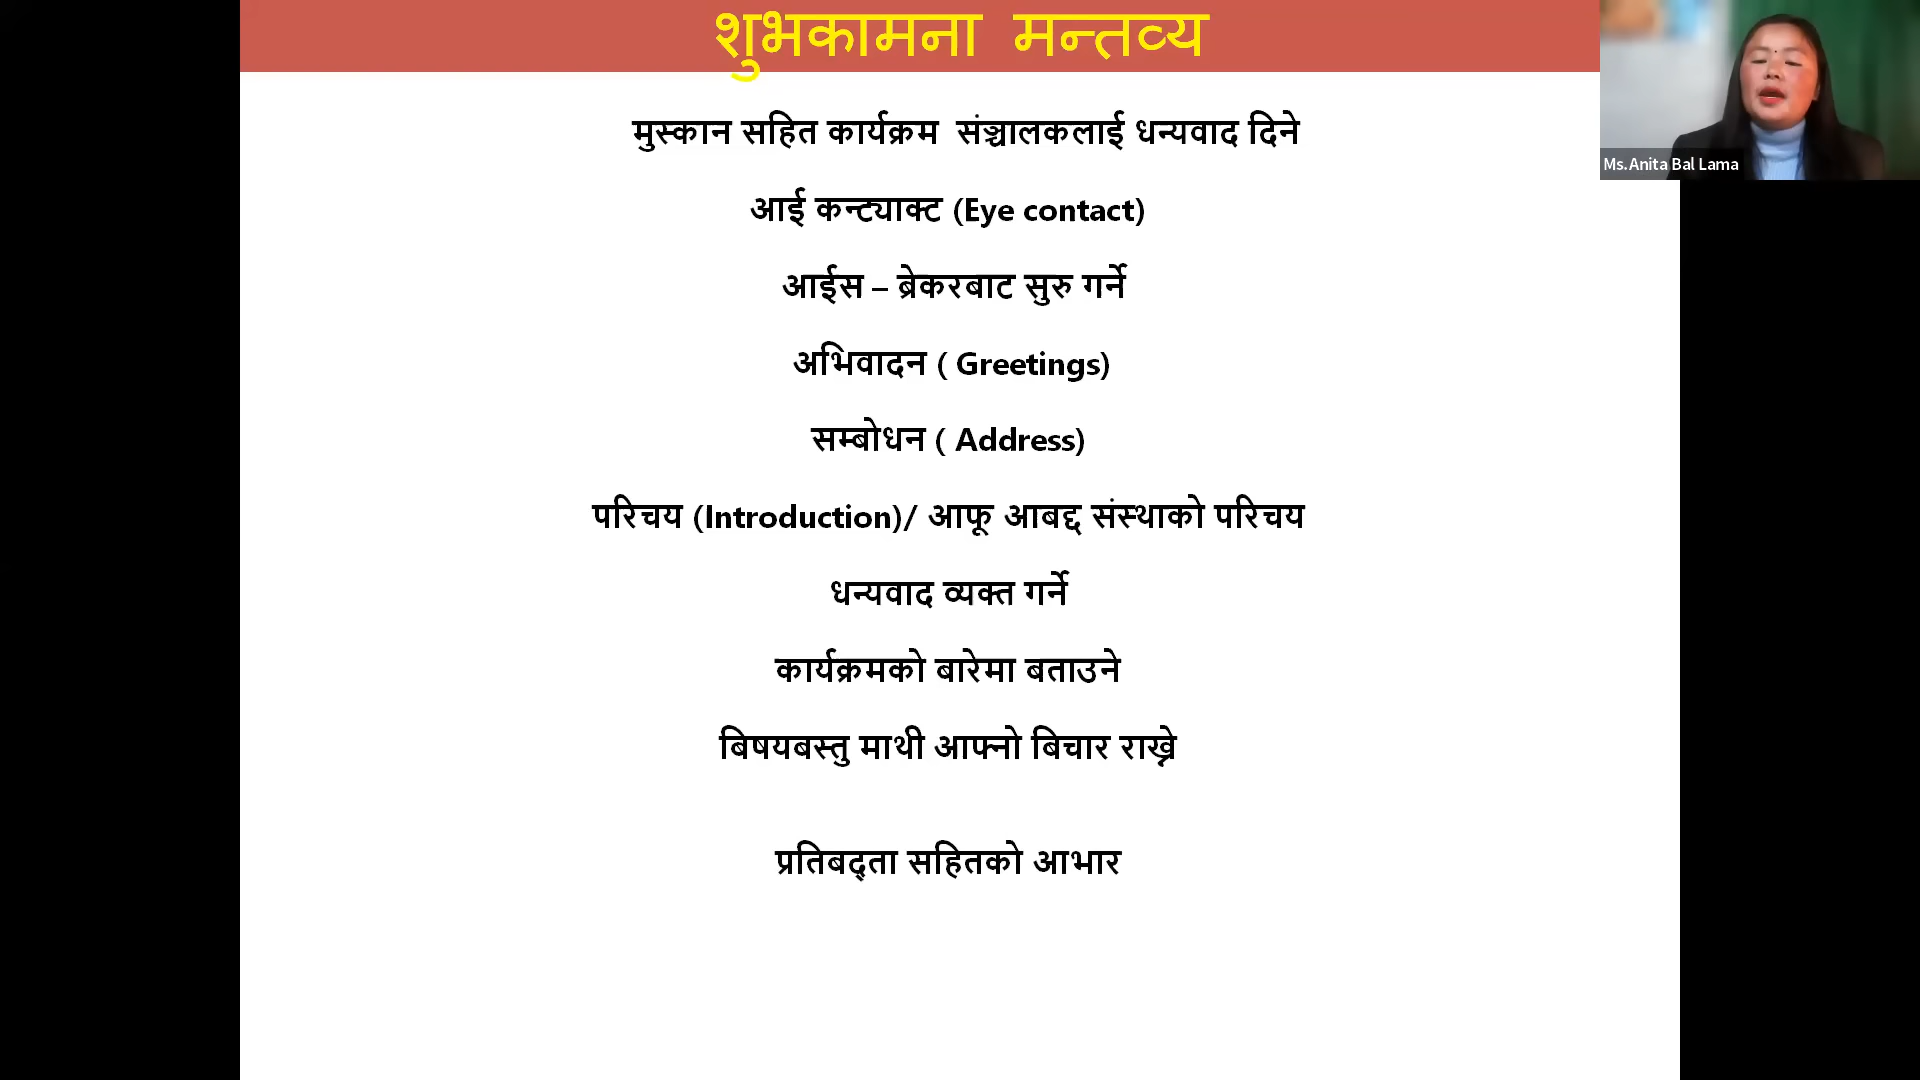 शुभकामना मन्तव्य
मुस्कान सहित कार्यक्रम संञ्चालकलाई धन्यवाद दिने
आई कन्ट्याक्ट (Eye contact)
आईस – ब्रेकरबाट सुरु गर्ने
अभिवादन ( Greetings)
सम्बोधन ( Address)
परिचय (Introduction)/ आफू आबद्द संस्थाको परिचय
धन्यवाद व्यक्त गर्ने
कार्यक्रमको बारेमा बताउने
बिषयबस्तु माथी आफ्नो बिचार राख्ने
प्रतिबद्ता सहितको आभार
Ms.Anita Bal Lama